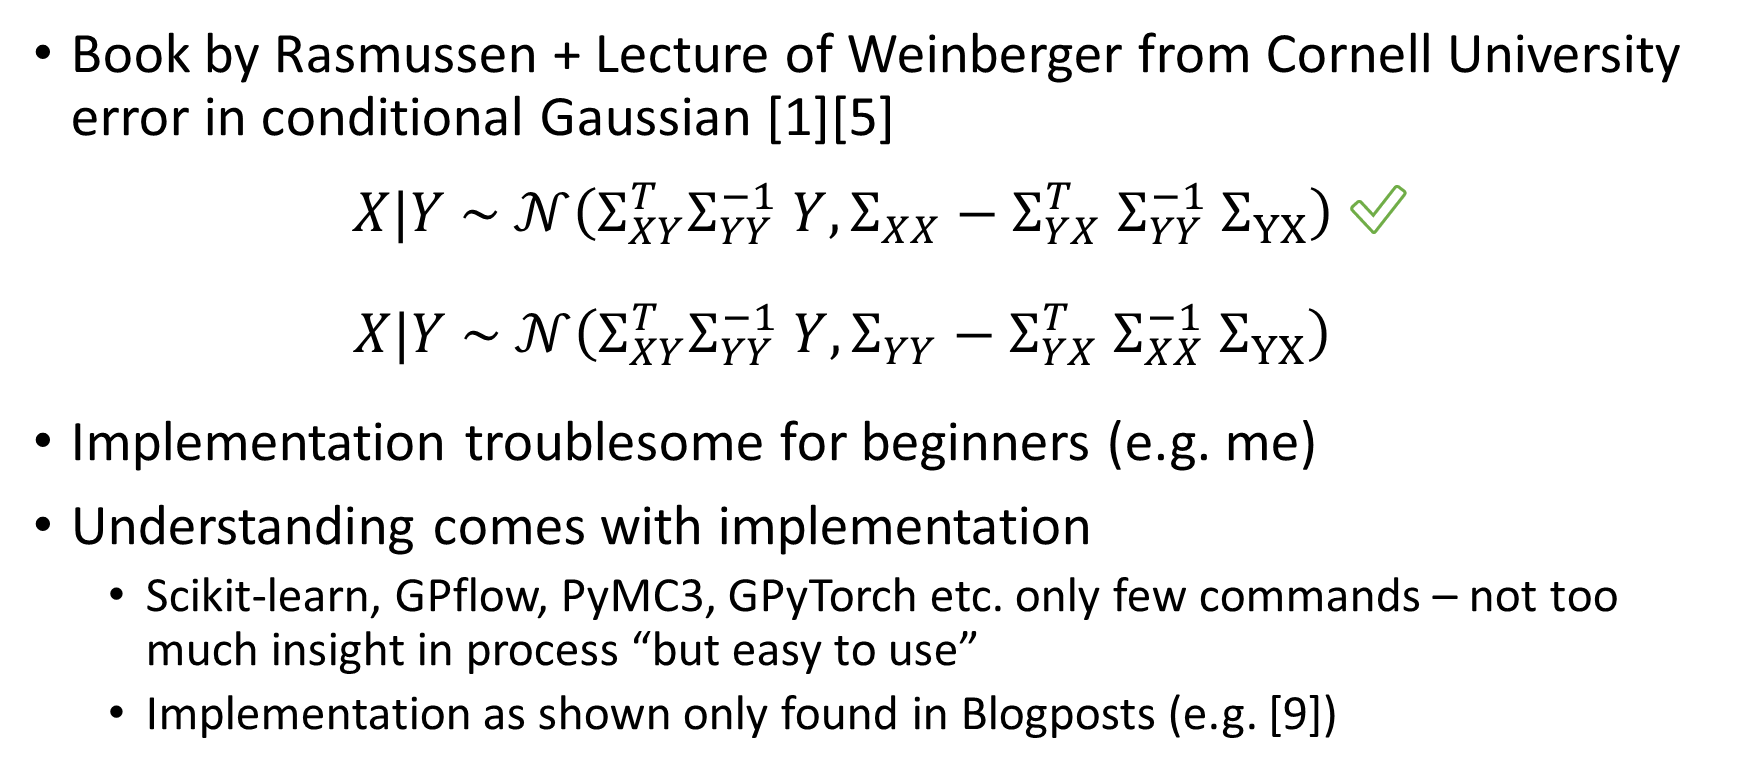 • Book by Rasmussen + Lecture of Weinberger from Cornell University
error in conditional Gaussian [1][5]
X|Y ~ 𝒩(Σ_{XY}^T Σ_{YY}^{−1} Y, Σ_{XX} − Σ_{YX}^T Σ_{YY}^{−1} Σ_{YX}) ✓
X|Y ~ 𝒩(Σ_{XY}^T Σ_{YY}^{−1} Y, Σ_{YY} − Σ_{YX}^T Σ_{XX}^{−1} Σ_{YX})
• Implementation troublesome for beginners (e.g. me)
• Understanding comes with implementation
• Scikit-learn, GPflow, PyMC3, GPyTorch etc. only few commands – not too
much insight in process “but easy to use”
• Implementation as shown only found in Blogposts (e.g. [9])